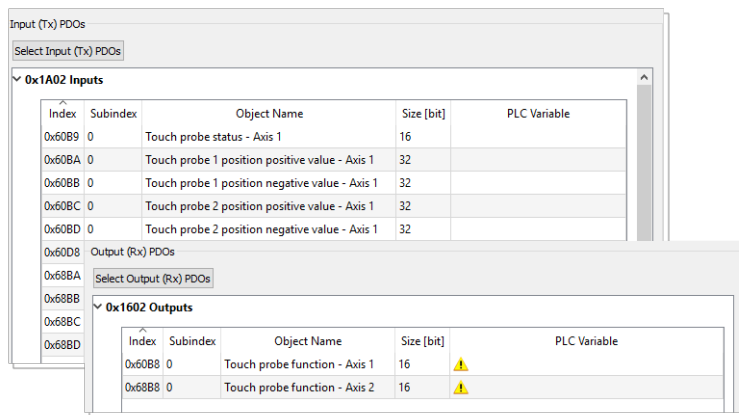 Input (Tx) PDOs
Select Input (Tx) PDOs
0x1A02 Inputs
Index Subindex Object Name Size [bit] PLC Variable
0x60B9 0 Touch probe status - Axis 1 16
0x60BA 0 Touch probe 1 position positive value - Axis 1 32
0x60BB 0 Touch probe 1 position negative value - Axis 1 32
0x60BC 0 Touch probe 2 position positive value - Axis 1 32
0x60BD 0 Touch probe 2 position negative value - Axis 1 32
0x60D8
0x68BA
0x68BB
0x68BC
0x68BD
Output (Rx) PDOs
Select Output (Rx) PDOs
0x1602 Outputs
Index Subindex Object Name Size [bit] PLC Variable
0x60B8 0 Touch probe function - Axis 1 16
0x68B8 0 Touch probe function - Axis 2 16